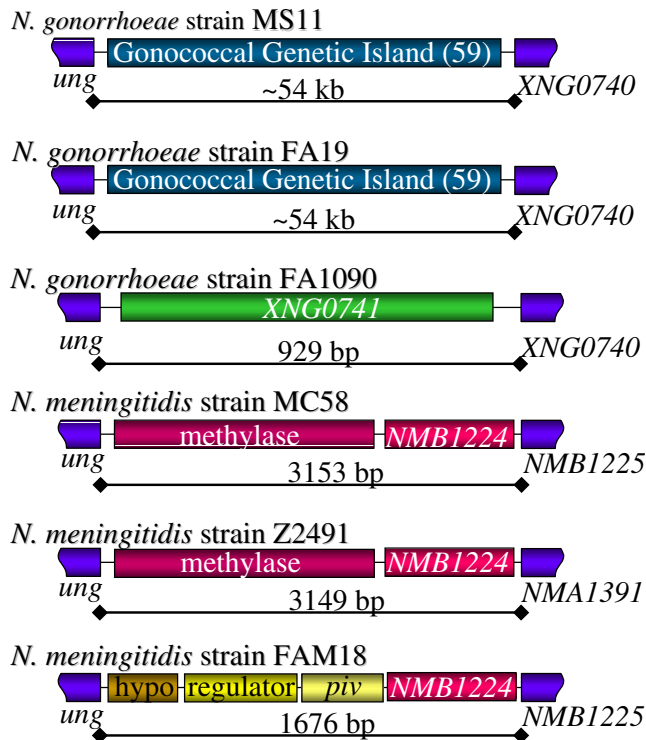 N. gonorrhoeae strain MS11
Gonococcal Genetic Island (59)
ung
~54 kb
XNG0740
N. gonorrhoeae strain FA19
Gonococcal Genetic Island (59)
ung
~54 kb
XNG0740
N. gonorrhoeae strain FA1090
XNG0741
ung
929 bp
XNG0740
N. meningitidis strain MC58
methylase NMB1224
ung
3153 bp
NMB1225
N. meningitidis strain Z2491
methylase NMB1224
ung
3149 bp
NMA1391
N. meningitidis strain FAM18
hypo regulator piv NMB1224
ung
1676 bp
NMB1225